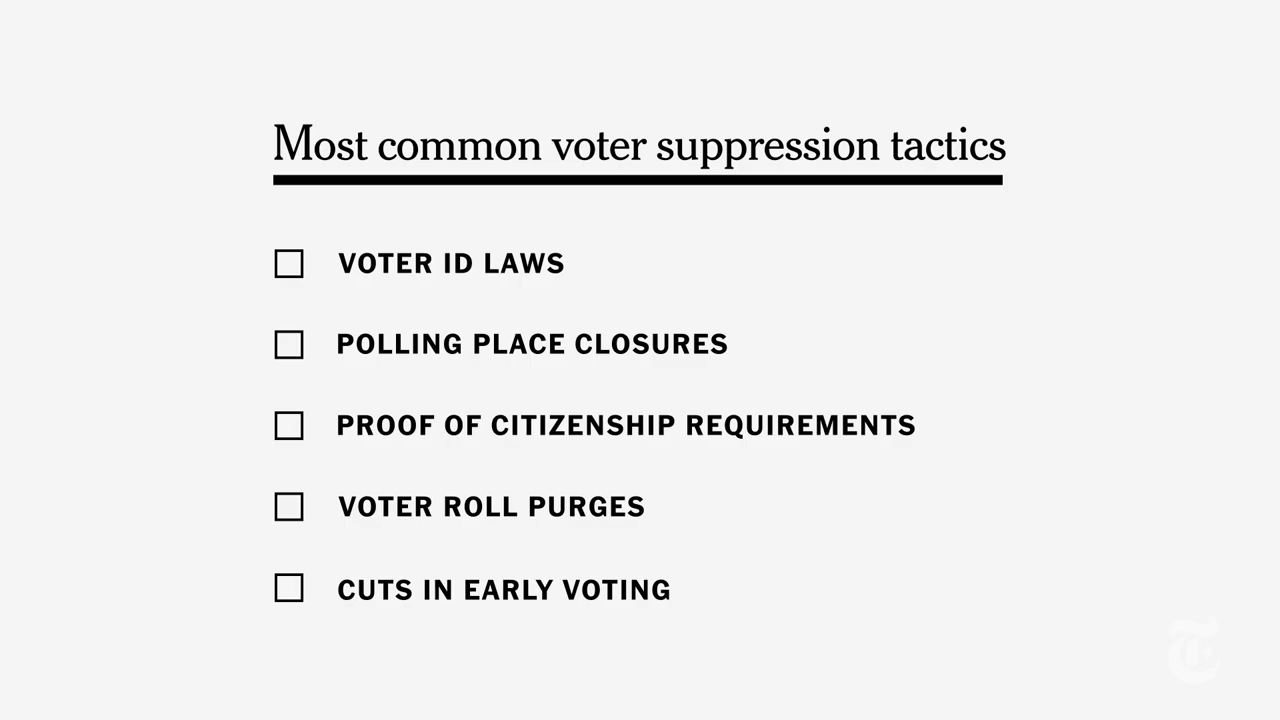 Most common voter suppression tactics
VOTER ID LAWS
POLLING PLACE CLOSURES
PROOF OF CITIZENSHIP REQUIREMENTS
VOTER ROLL PURGES
CUTS IN EARLY VOTING
T